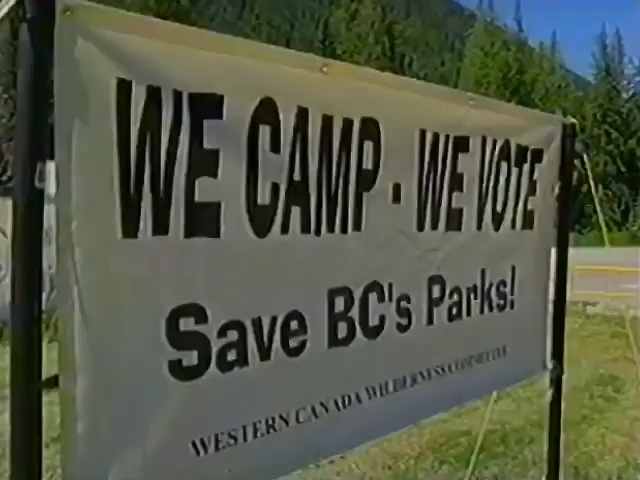 WE CAMP - WE VOTE
Save BC's Parks!
WESTERN CANADA WILDERNESS COMMITTEE